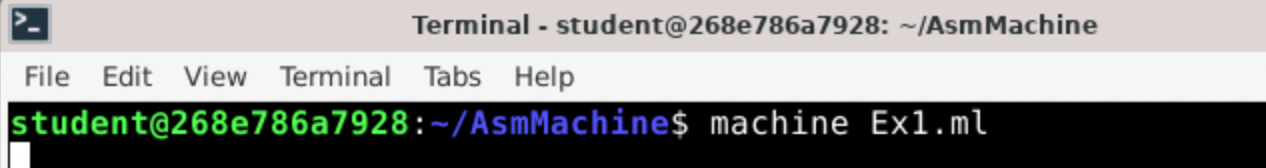 Terminal - student@268e786a7928: ~/AsmMachine
File Edit View Terminal Tabs Help
student@268e786a7928:~/AsmMachine$ machine Ex1.ml